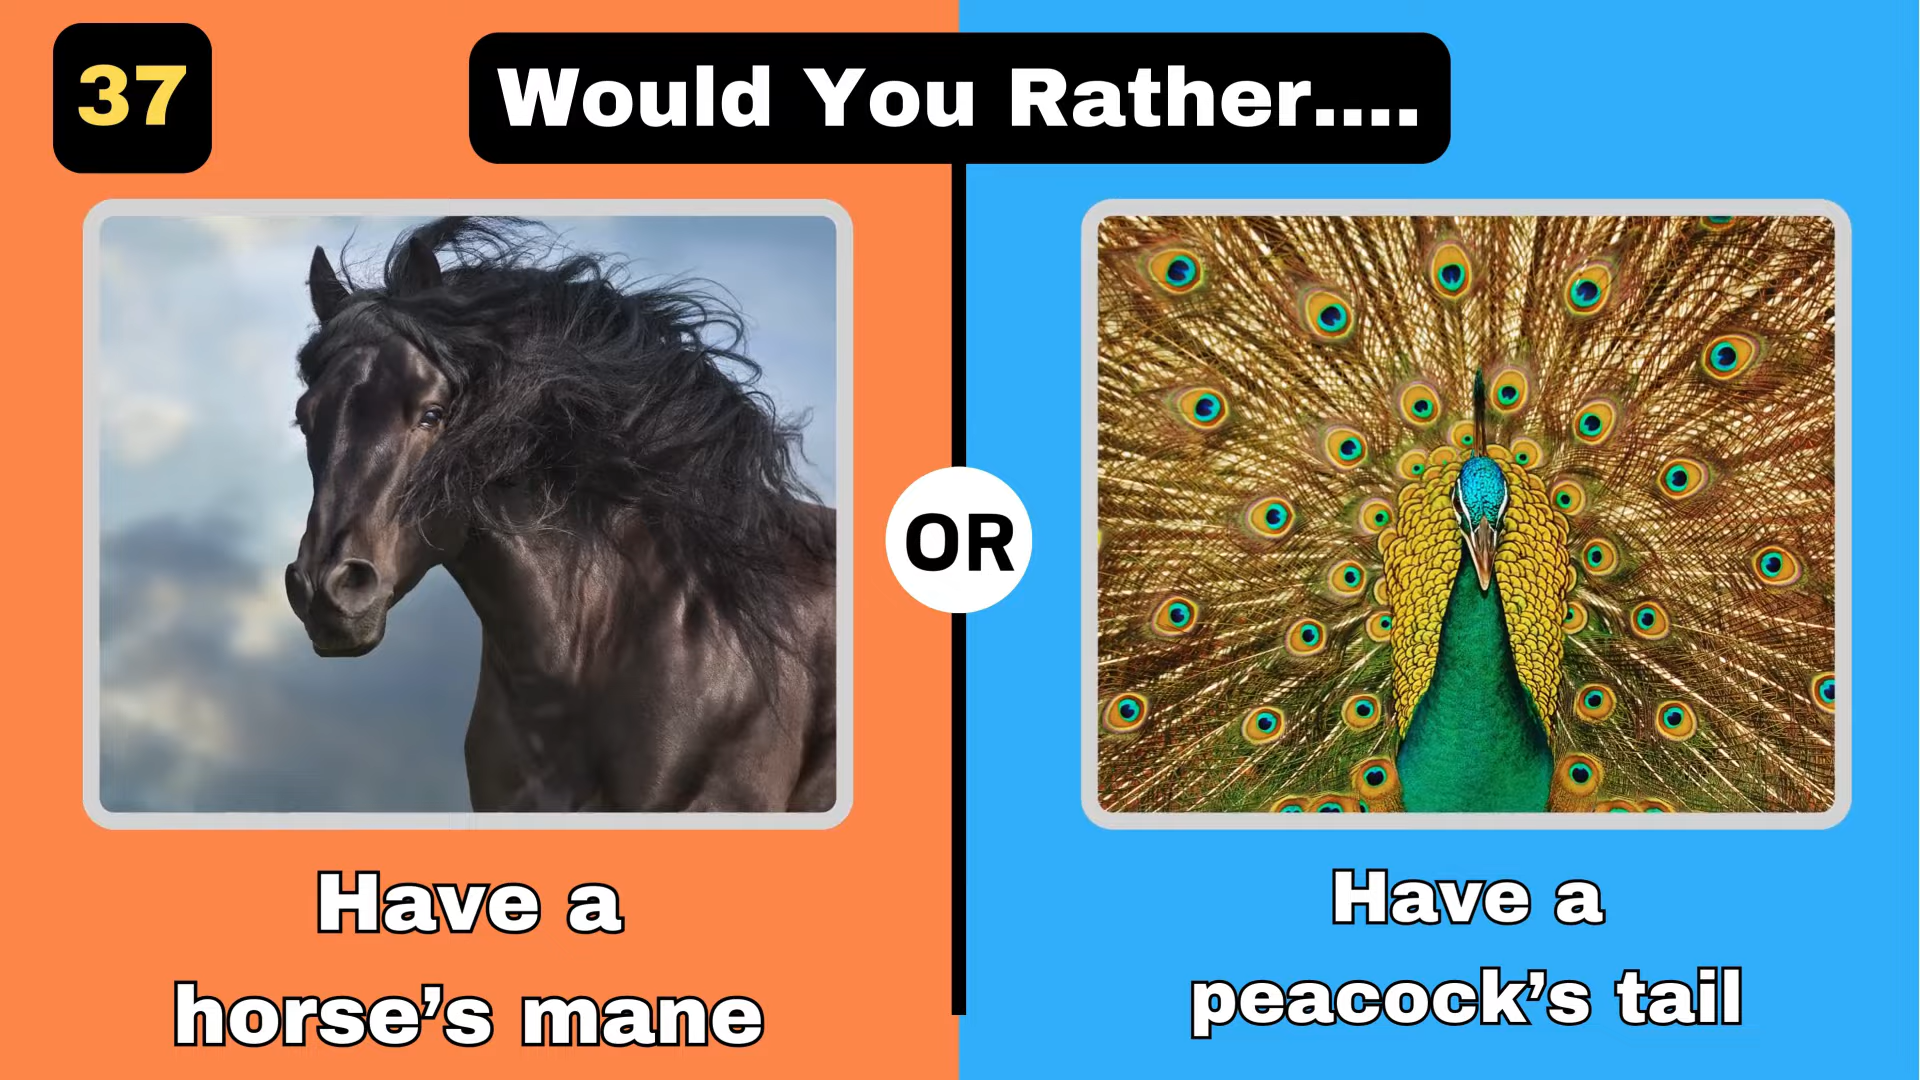 37
Would You Rather....
OR
Have a
horse’s mane
Have a
peacock’s tail